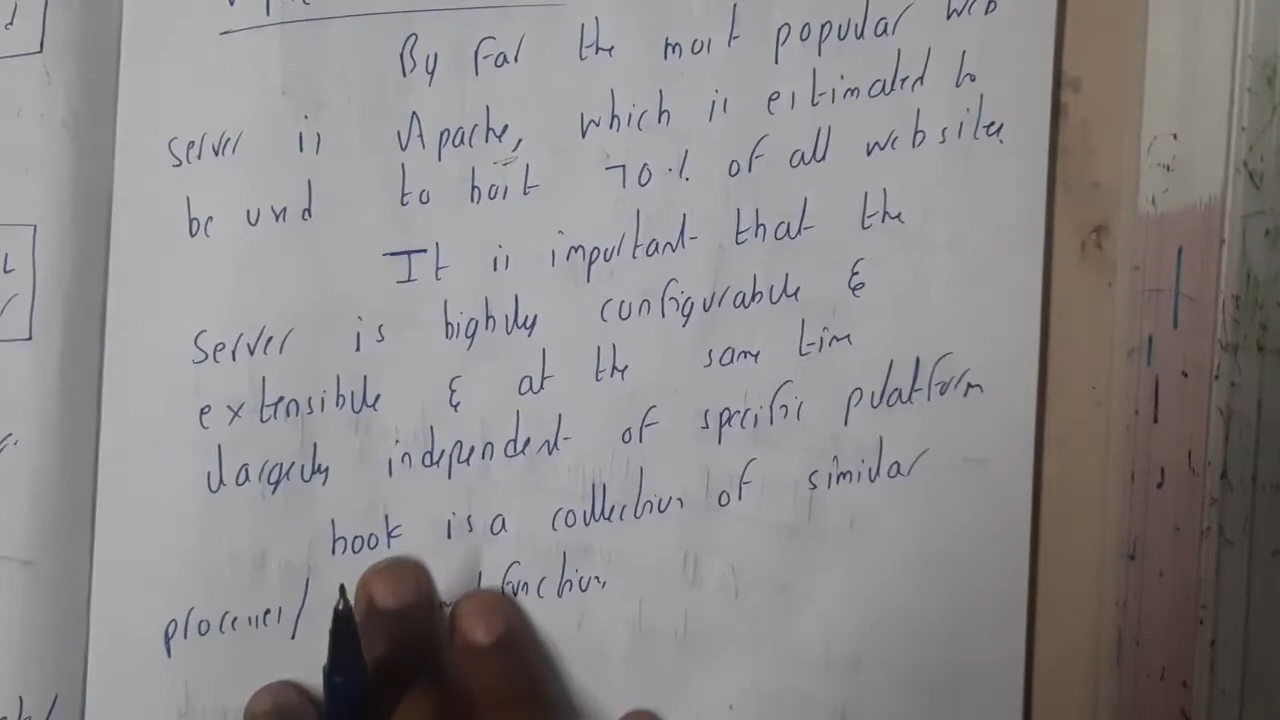 By far the most popular web
server is Apache, which is estimated to
be used to host 70% of all websites.
It is important that the
server is highly configurable &
extensible & at the same time
largely independent of specific platform
hook is a collection of similar
processes/ function